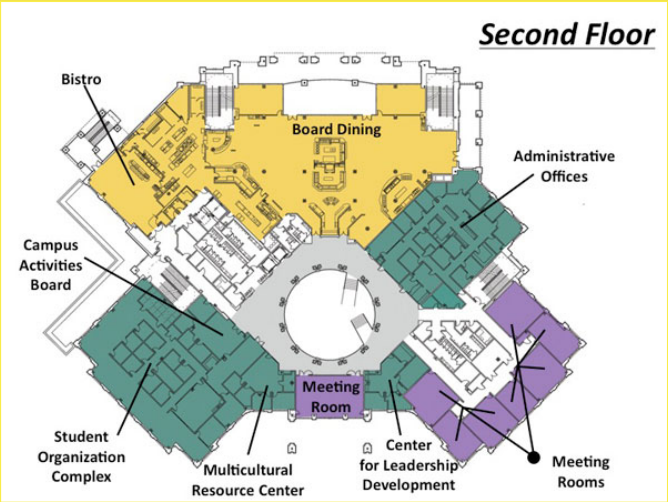 Second Floor
Bistro
Board Dining
Administrative
Offices
Campus
Activities
Board
Meeting
Room
Student
Organization
Complex
Multicultural
Resource Center
Center
for Leadership
Development
Meeting
Rooms